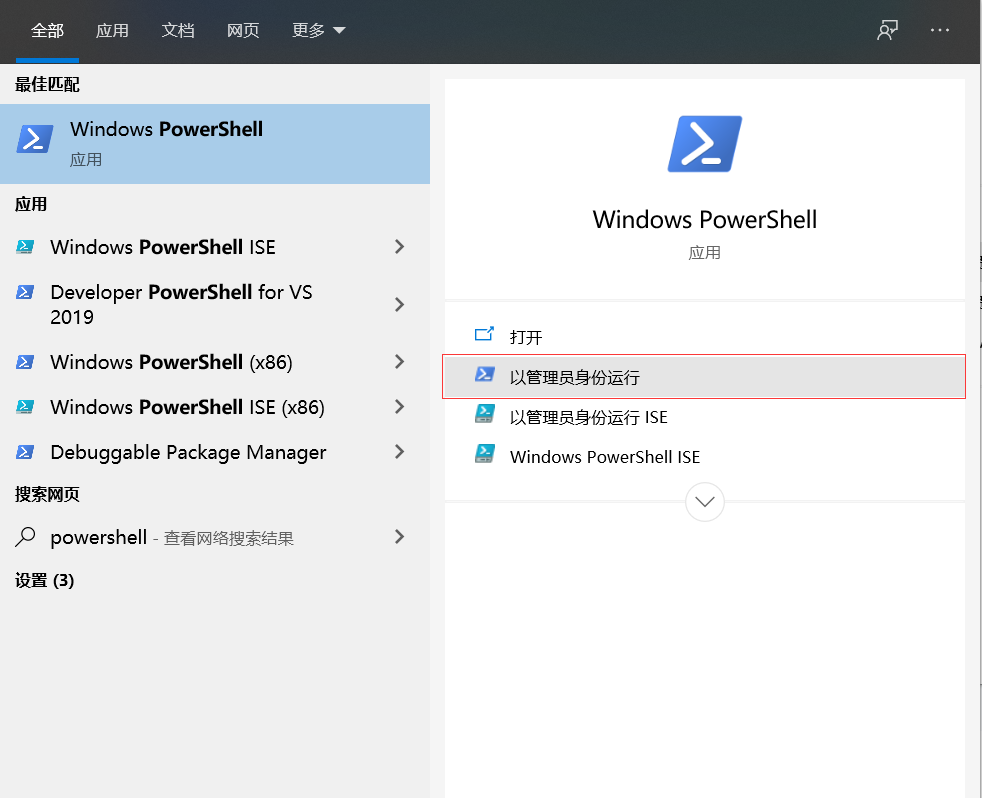 全部 应用 文档 网页 更多
最佳匹配
Windows PowerShell
应用
应用
Windows PowerShell ISE
Developer PowerShell for VS
2019
Windows PowerShell (x86)
Windows PowerShell ISE (x86)
Debuggable Package Manager
搜索网页
powershell - 查看网络搜索结果
设置 (3)
Windows PowerShell
应用
打开
以管理员身份运行
以管理员身份运行 ISE
Windows PowerShell ISE